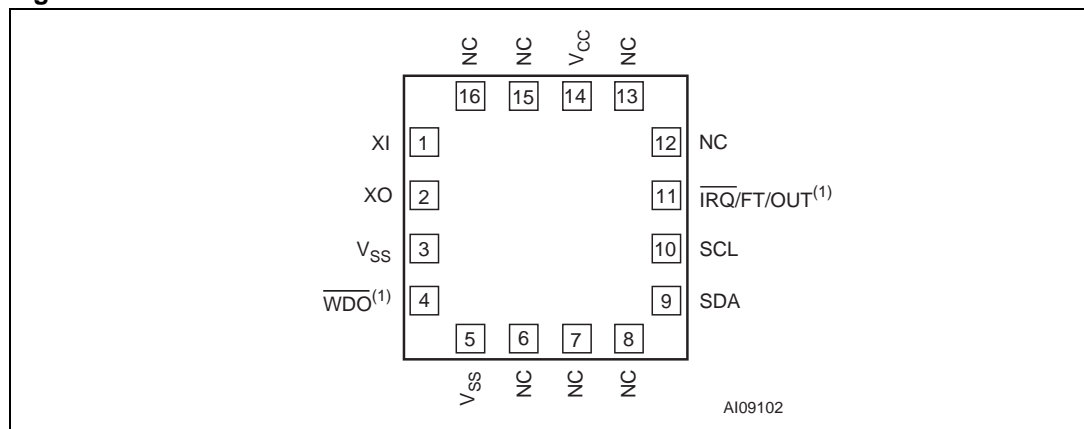 NC NC VCC NC
16 15 14 13
XI 1 12 NC
XO 2 11 IRQ/FT/OUT(1)
VSS 3 10 SCL
WDO(1) 4 9 SDA
5 6 7 8
VSS NC NC NC
AI09102